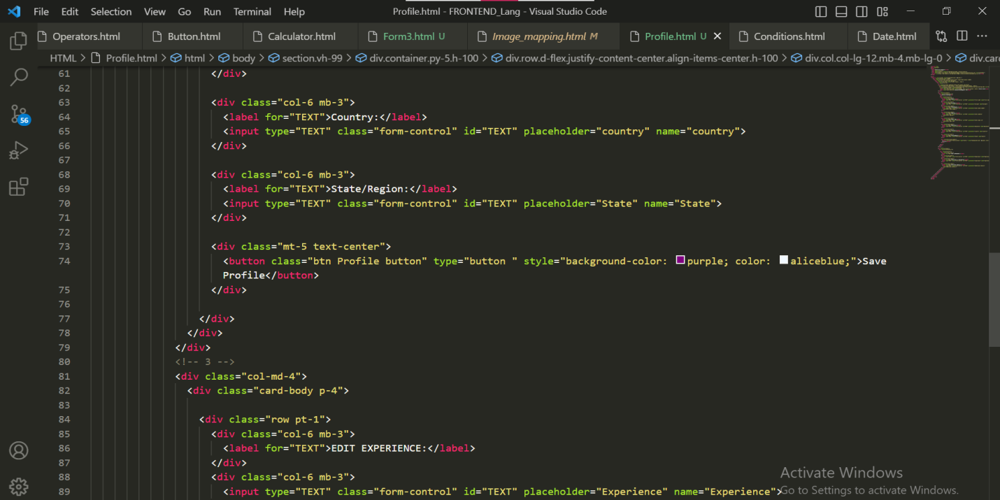 File Edit Selection View Go Run Terminal Help Profile.html - FRONTEND_Lang - Visual Studio Code
Operators.html Button.html Calculator.html Form3.html U Image_mapping.html M Profile.html U Conditions.html Date.html
HTML > Profile.html > html > body > section.vh-99 > div.container.py-5.h-100 > div.row.d-flex.justify-content-center.align-items-center.h-100 > div.col.col-lg-12.mb-4.mb-lg-0 > div.car
61 </div>
62
63 <div class="col-6 mb-3">
64 <label for="TEXT">Country:</label>
65 <input type="TEXT" class="form-control" id="TEXT" placeholder="country" name="country">
66 </div>
67
68 <div class="col-6 mb-3">
69 <label for="TEXT">State/Region:</label>
70 <input type="TEXT" class="form-control" id="TEXT" placeholder="State" name="State">
71 </div>
72
73 <div class="mt-5 text-center">
74 <button class="btn Profile button" type="button " style="background-color: purple; color: aliceblue;">Save
Profile</button>
75 </div>
76
77 </div>
78 </div>
79 </div>
80 <!-- 3 -->
81 <div class="col-md-4">
82 <div class="card-body p-4">
83
84 <div class="row pt-1">
85 <div class="col-6 mb-3">
86 <label for="TEXT">EDIT EXPERIENCE:</label>
87 </div>
88 <div class="col-6 mb-3">
89 <input type="TEXT" class="form-control" id="TEXT" placeholder="Experience" name="Experience">
56
Activate Windows
Go to Settings to activate Windows.